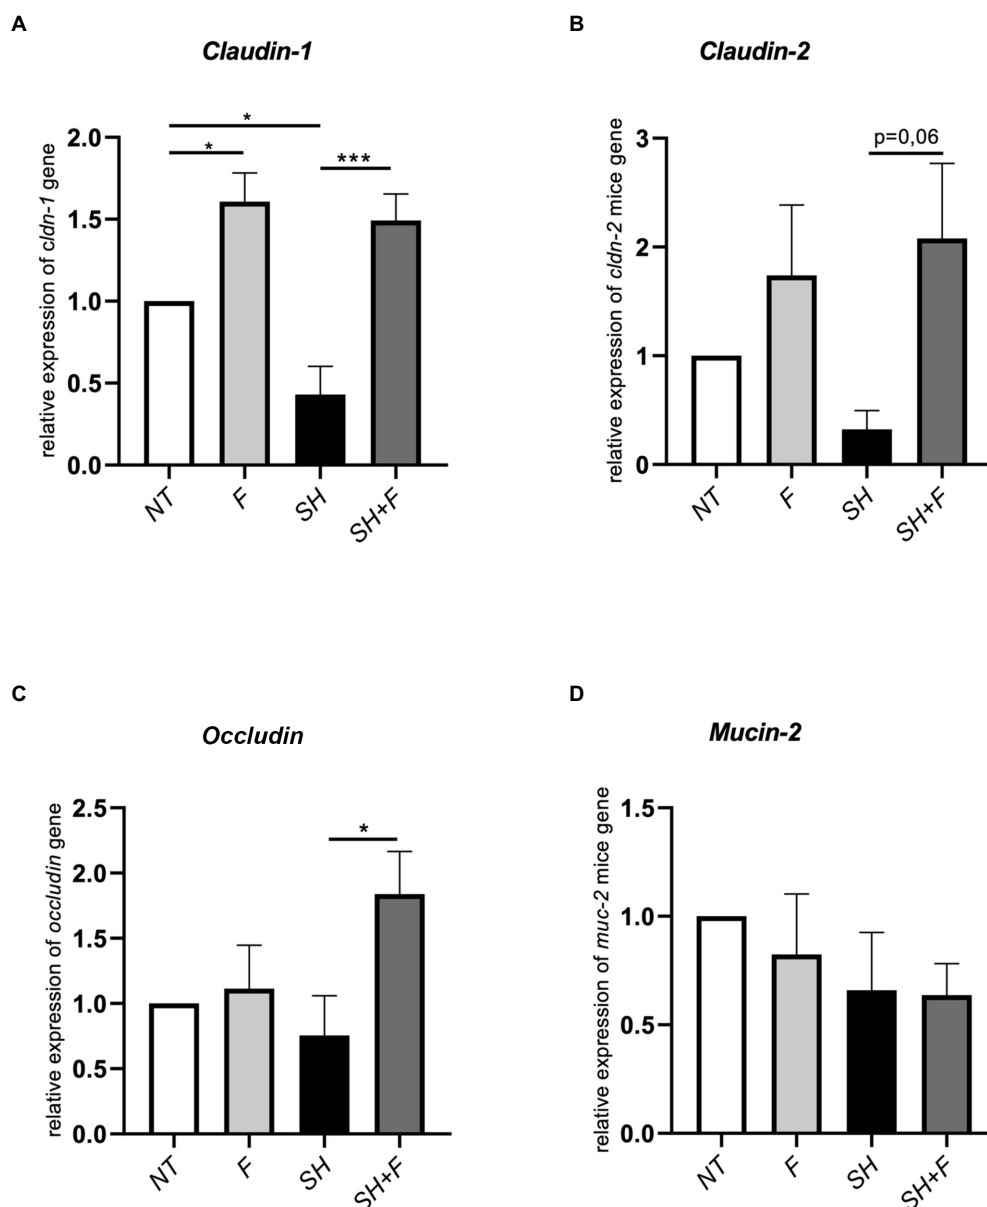 A
Claudin-1
relative expression of cldn-1 gene
2.0
1.5
1.0
0.5
0.0
*
*
***
NT
F
SH
SH+F
B
Claudin-2
relative expression of cldn-2 mice gene
3
2
1
0
p=0,06
NT
F
SH
SH+F
C
Occludin
relative expression of occludin gene
2.5
2.0
1.5
1.0
0.5
0.0
*
NT
F
SH
SH+F
D
Mucin-2
relative expression of muc-2 mice gene
1.5
1.0
0.5
0.0
NT
F
SH
SH+F